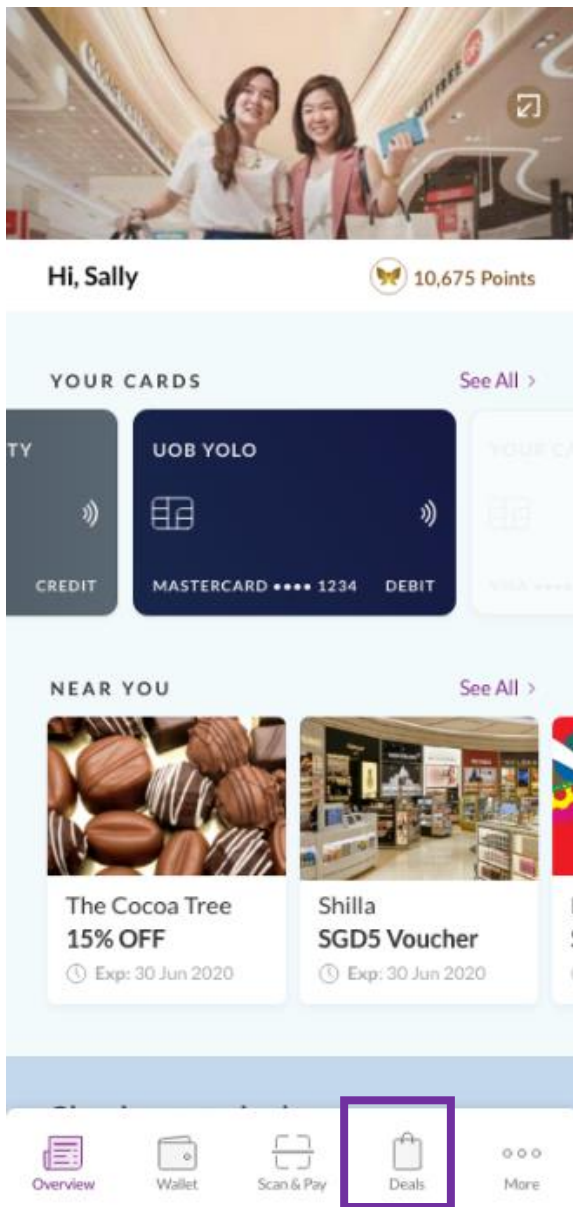 Hi, Sally
10,675 Points
YOUR CARDS
See All >
TY
CREDIT
UOB YOLO
MASTERCARD •••• 1234 DEBIT
NEAR YOU
See All >
The Cocoa Tree
15% OFF
Exp: 30 Jun 2020
Shilla
SGD5 Voucher
Exp: 30 Jun 2020
Overview
Wallet
Scan & Pay
Deals
More